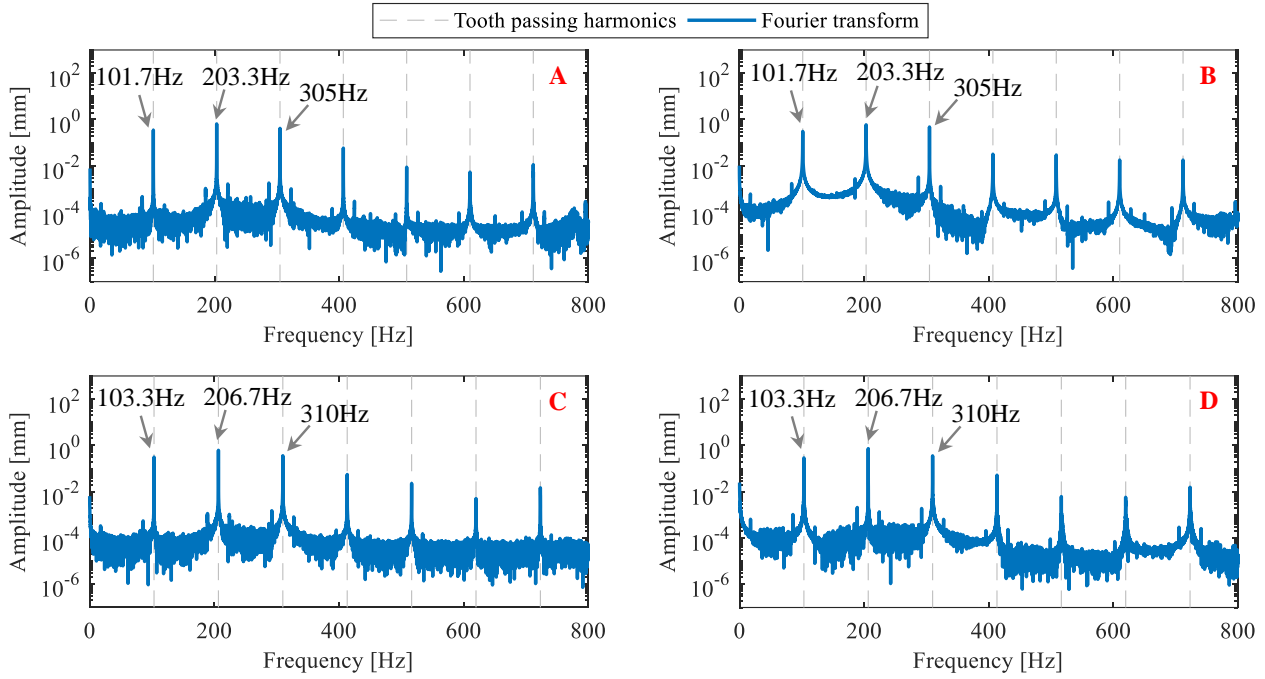 Tooth passing harmonics Fourier transform
A
101.7Hz
203.3Hz
305Hz
10^2
10^0
10^-2
10^-4
10^-6
Amplitude [mm]
0 200 400 600 800
Frequency [Hz]
B
101.7Hz
203.3Hz
305Hz
10^2
10^0
10^-2
10^-4
10^-6
Amplitude [mm]
0 200 400 600 800
Frequency [Hz]
C
103.3Hz
206.7Hz
310Hz
10^2
10^0
10^-2
10^-4
10^-6
Amplitude [mm]
0 200 400 600 800
Frequency [Hz]
D
103.3Hz
206.7Hz
310Hz
10^2
10^0
10^-2
10^-4
10^-6
Amplitude [mm]
0 200 400 600 800
Frequency [Hz]